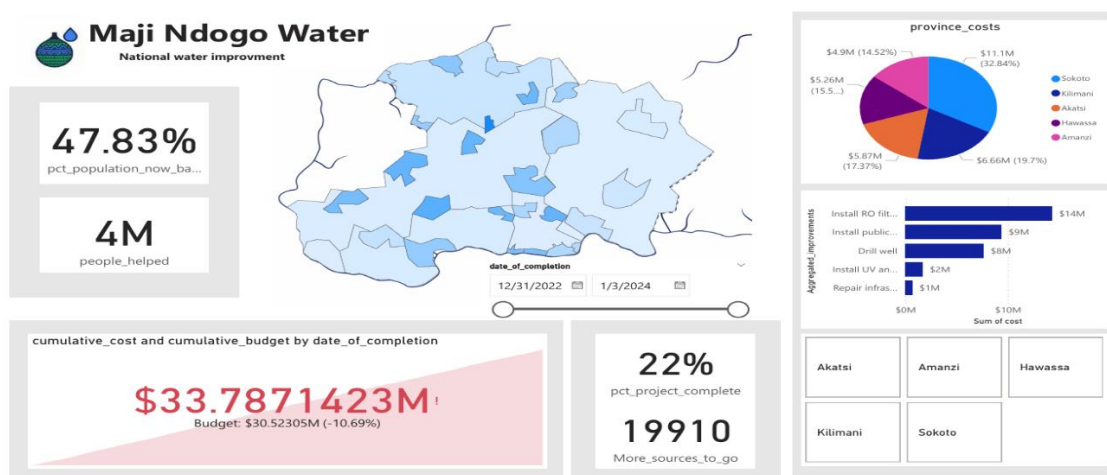 Maji Ndogo Water
National water improvment
47.83%
pct_population_now_ba...
4M
people_helped
date_of_completion
12/31/2022
1/3/2024
cumulative_cost and cumulative_budget by date_of_completion
$33.7871423M!
Budget: $30.52305M (-10.69%)
22%
pct_project_complete
19910
More_sources_to_go
province_costs
$4.9M (14.52%)
$11.1M
(32.84%)
$5.26M
(15.5...)
$5.87M
(17.37%)
$6.66M (19.7%)
Sokoto
Kilimani
Akatsi
Hawassa
Amanzi
Aggregated_improvements
Install RO filt...
$14M
Install public...
$9M
Drill well
$8M
Install UV an...
$2M
Repair infras...
$1M
$0M
$10M
Sum of cost
Akatsi
Amanzi
Hawassa
Kilimani
Sokoto